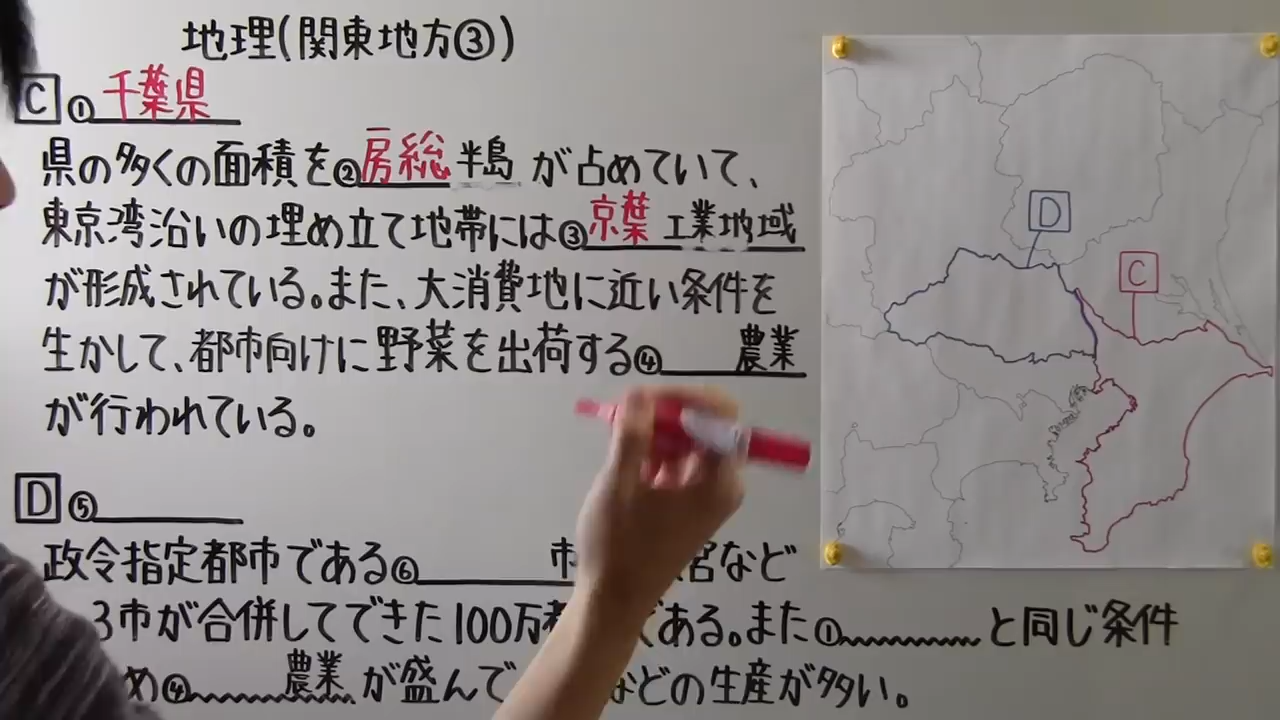 地理(関東地方③)
C ①千葉県
県の多くの面積を②房総半島が占めていて、
東京湾沿いの埋め立て地帯には③京葉工業地域
が形成されている。また、大消費地に近い条件を
生かして、都市向けに野菜を出荷する④ 農業
が行われている。
D ⑤
政令指定都市である⑥ 市 宮など
3市が合併してできた100万都 である。また①と同じ条件
め④ 農業が盛んで などの生産が多い。
D
C